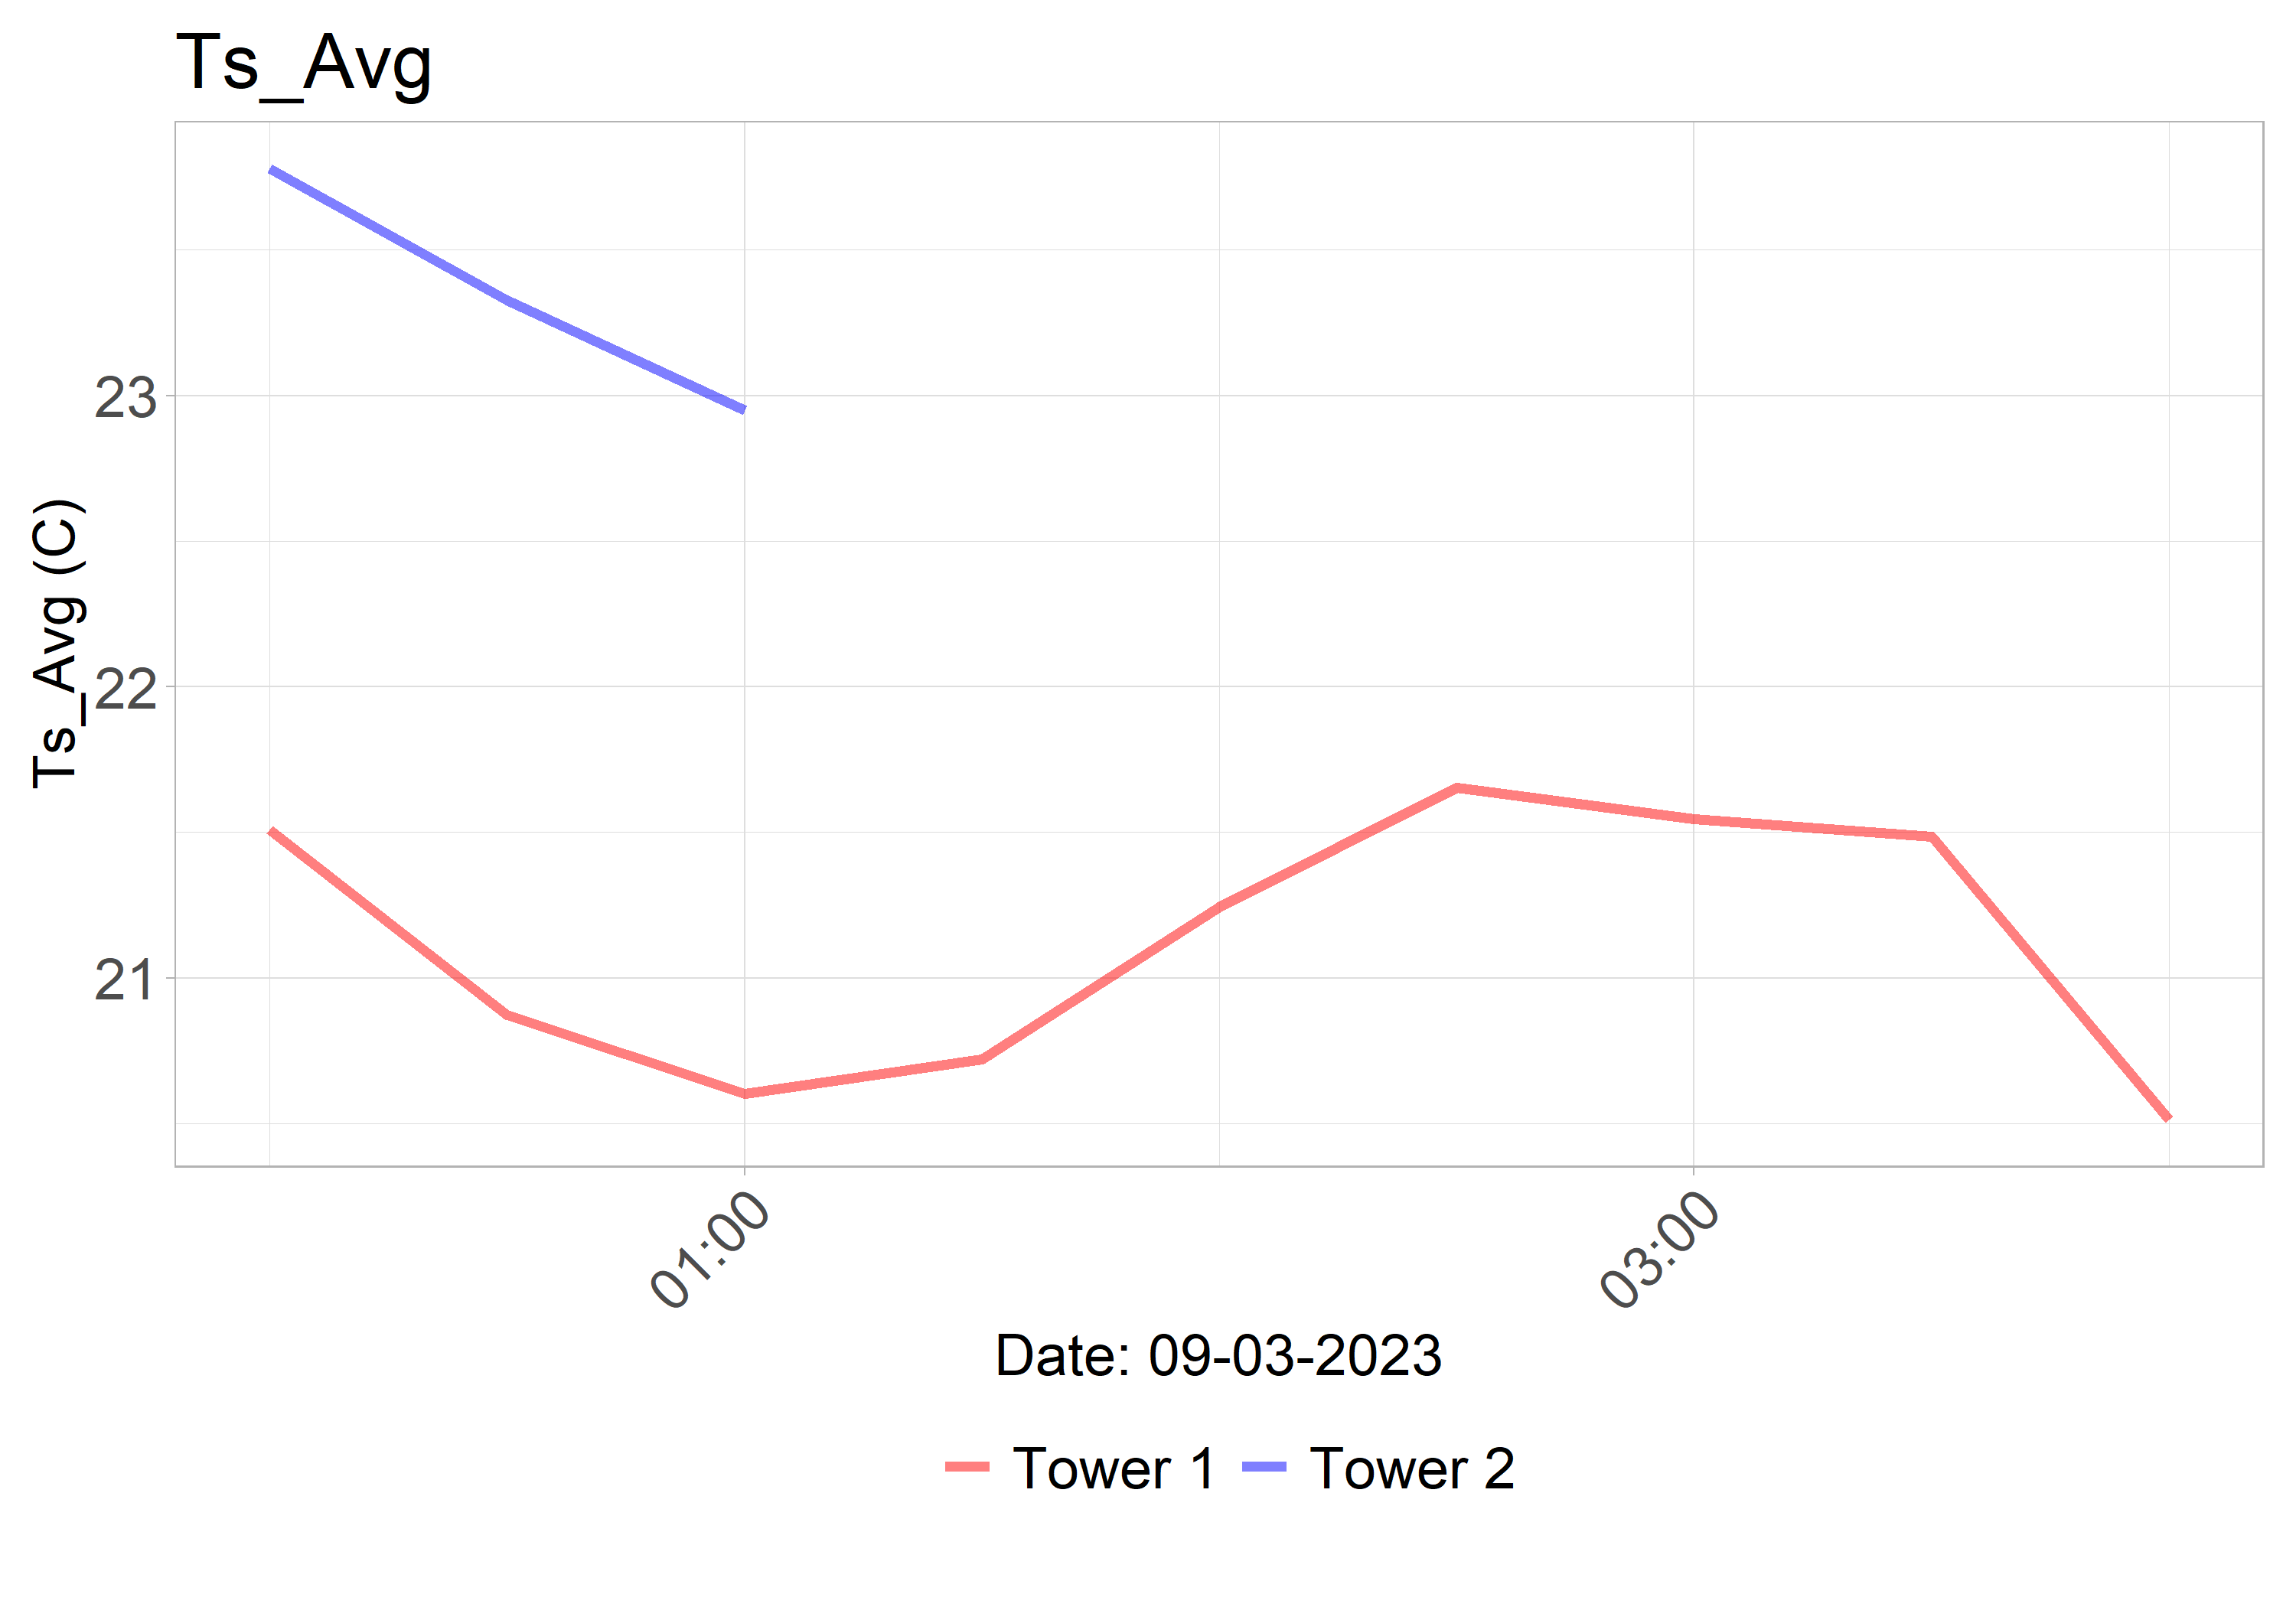 Ts_Avg
Ts_Avg (C)
23
22
21
01:00
03:00
Date: 09-03-2023
Tower 1
Tower 2